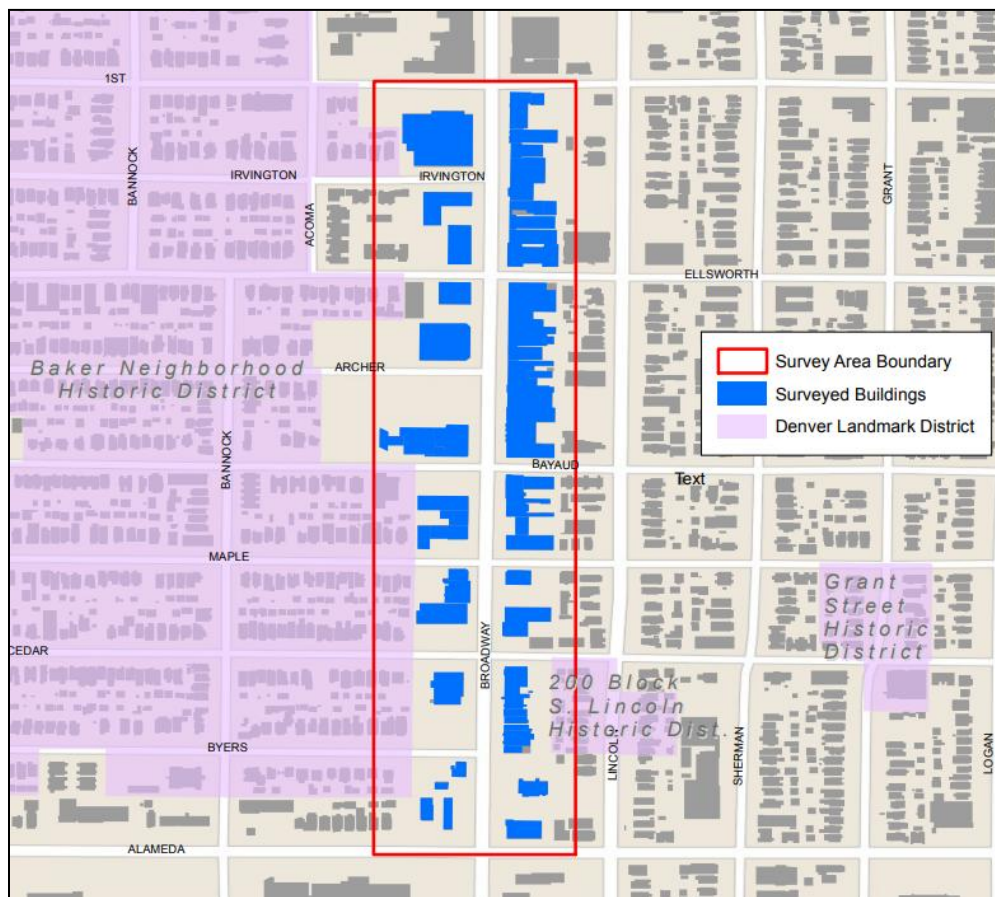 1ST
BANNOCK
IRVINGTON
IRVINGTON
GRANT
ACOMA
ELLSWORTH
Survey Area Boundary
Surveyed Buildings
Denver Landmark District
Baker Neighborhood
Historic District
ARCHER
BANNOCK
BAYAUD
Text
MAPLE
Grant
Street
Historic
District
CEDAR
BROADWAY
200 Block
S. Lincoln
Historic Dist.
LINCOLN
BYERS
SHERMAN
LOGAN
ALAMEDA